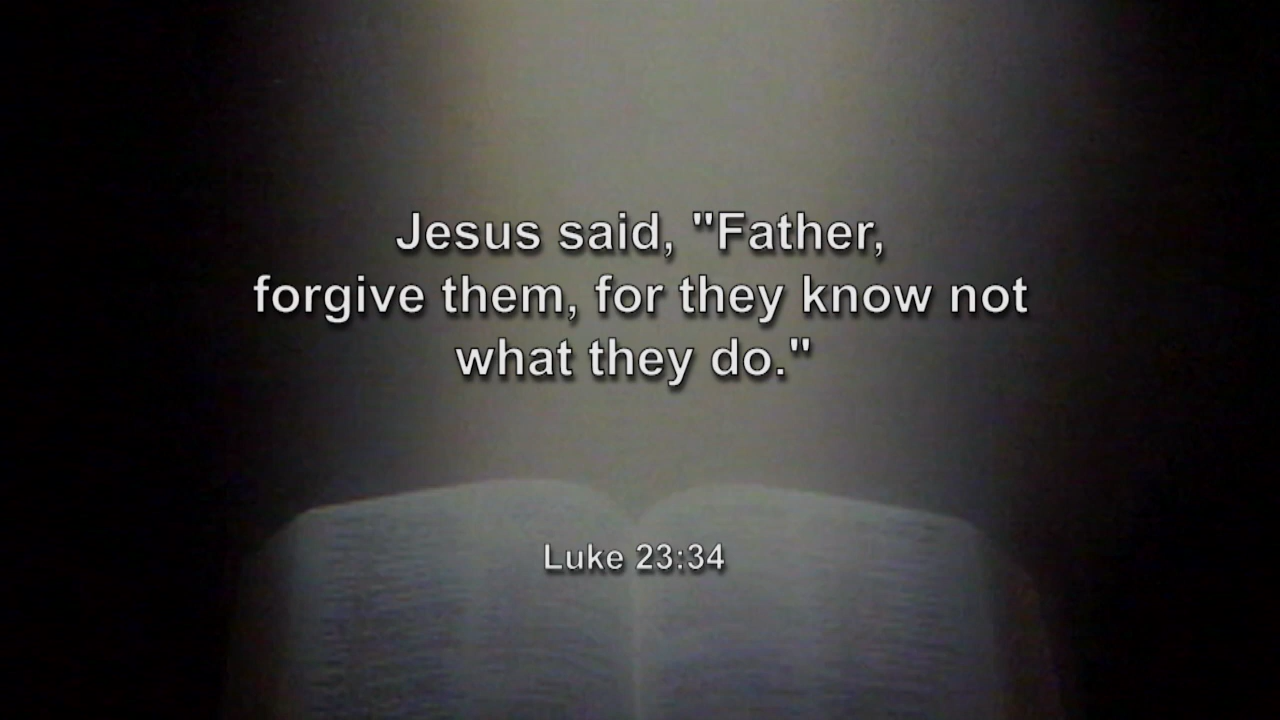 Jesus said, "Father,
forgive them, for they know not
what they do."
Luke 23:34